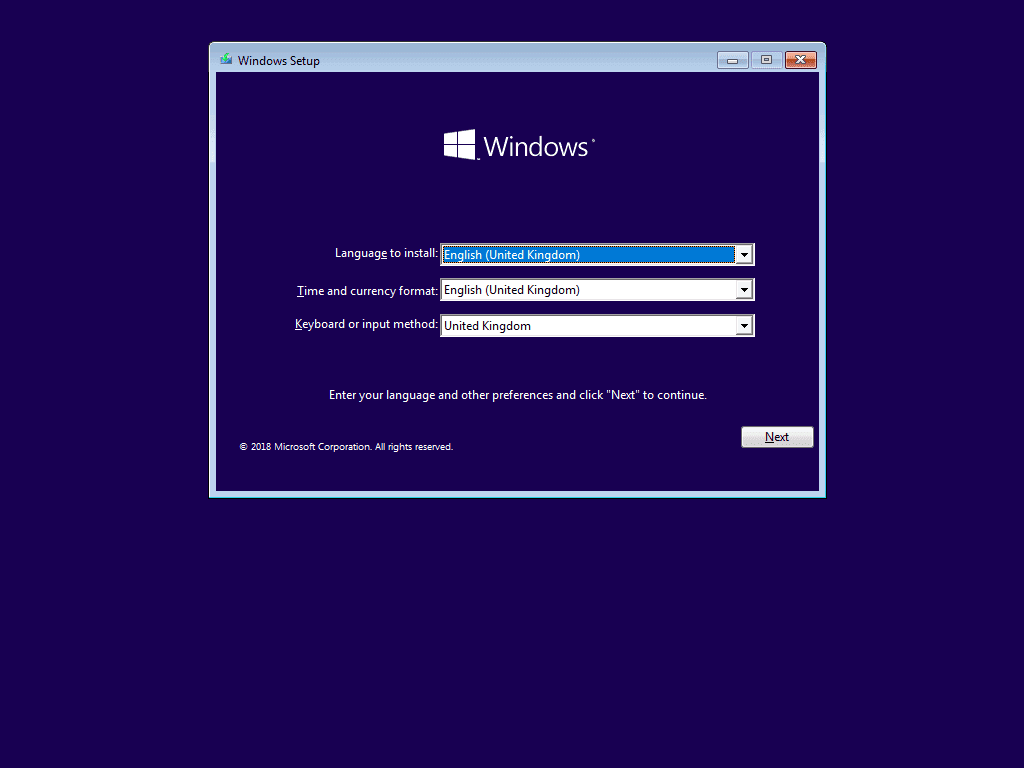 Windows Setup
Windows
Language to install: English (United Kingdom)
Time and currency format: English (United Kingdom)
Keyboard or input method: United Kingdom
Enter your language and other preferences and click "Next" to continue.
Next
© 2018 Microsoft Corporation. All rights reserved.